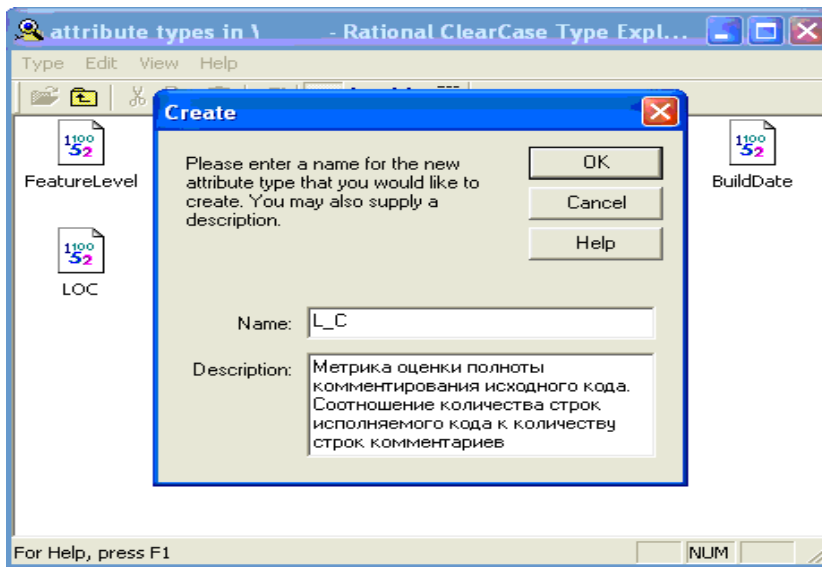 attribute types in \ - Rational ClearCase Type Expl...
Type Edit View Help
Create
Please enter a name for the new
attribute type that you would like to
create. You may also supply a
description.
OK
Cancel
Help
FeatureLevel
BuildDate
LOC
Name:
L_C
Description:
Метрика оценки полноты
комментирования исходного кода.
Соотношение количества строк
исполняемого кода к количеству
строк комментариев
For Help, press F1
NUM